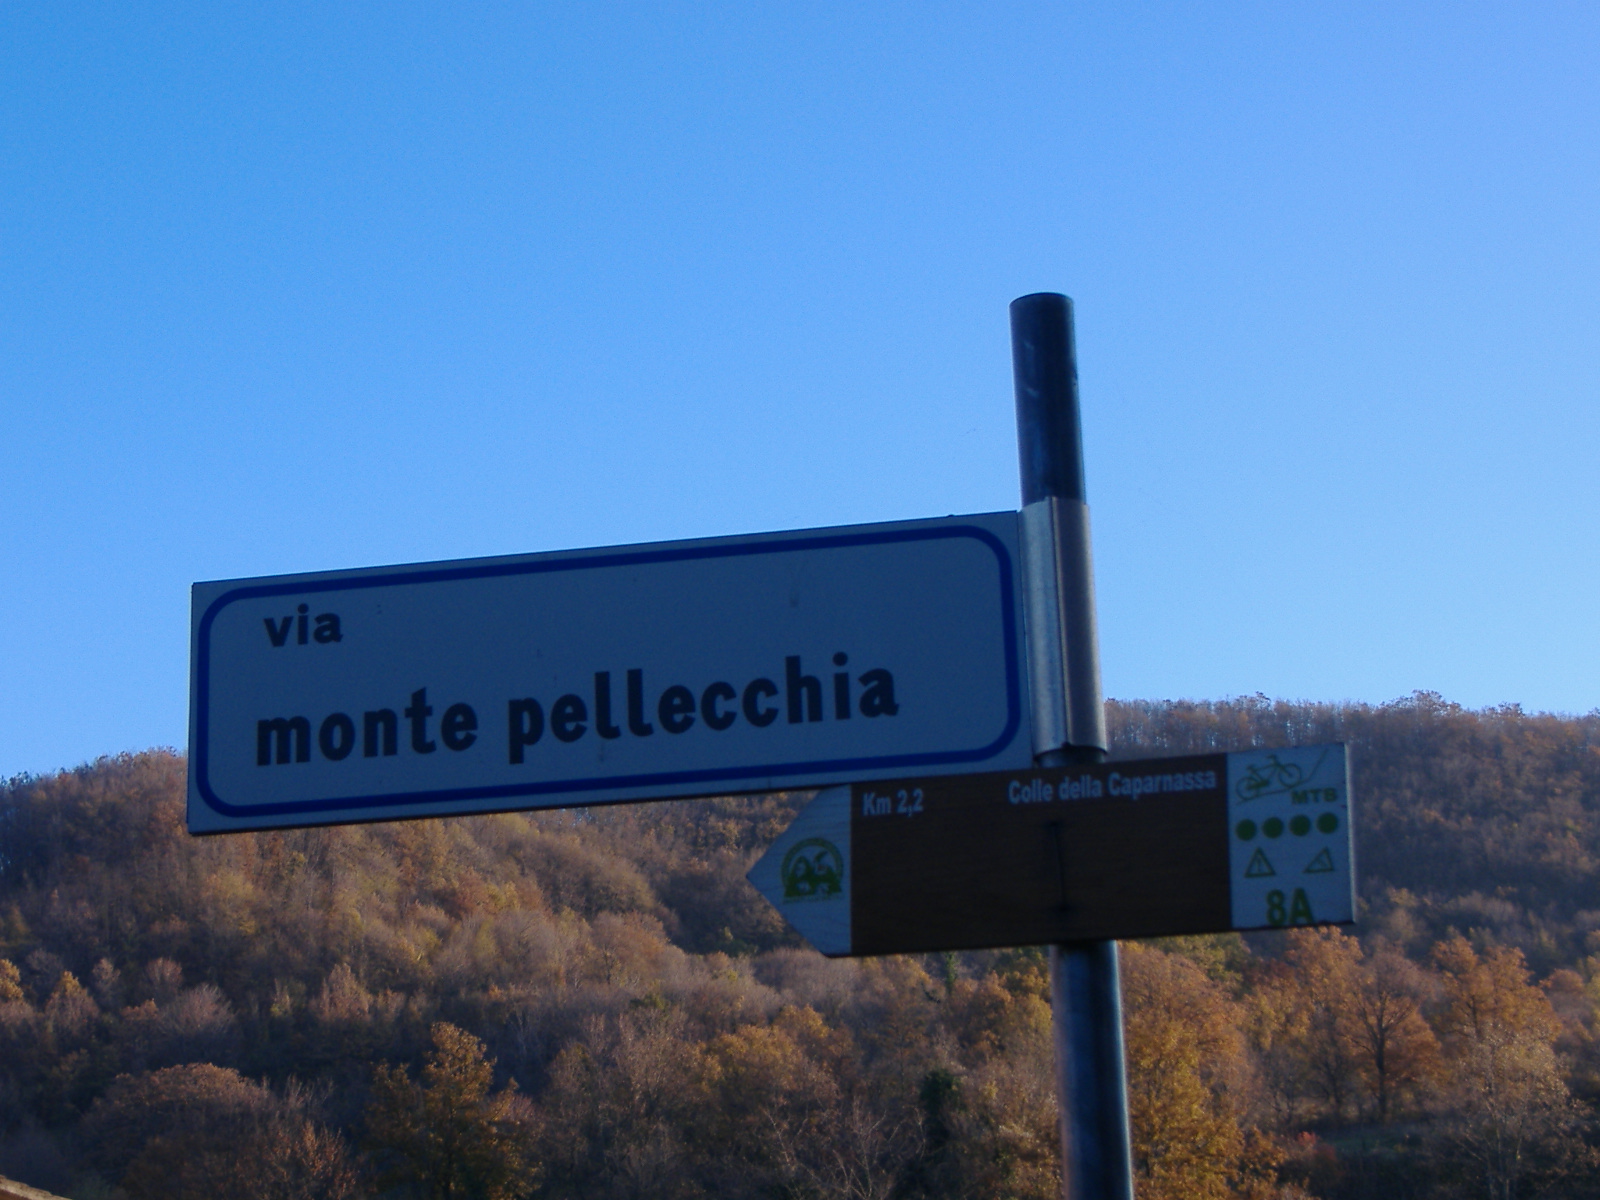 via
monte pellecchia
Km 2,2
Colle della Caparnassa
MTB
8A